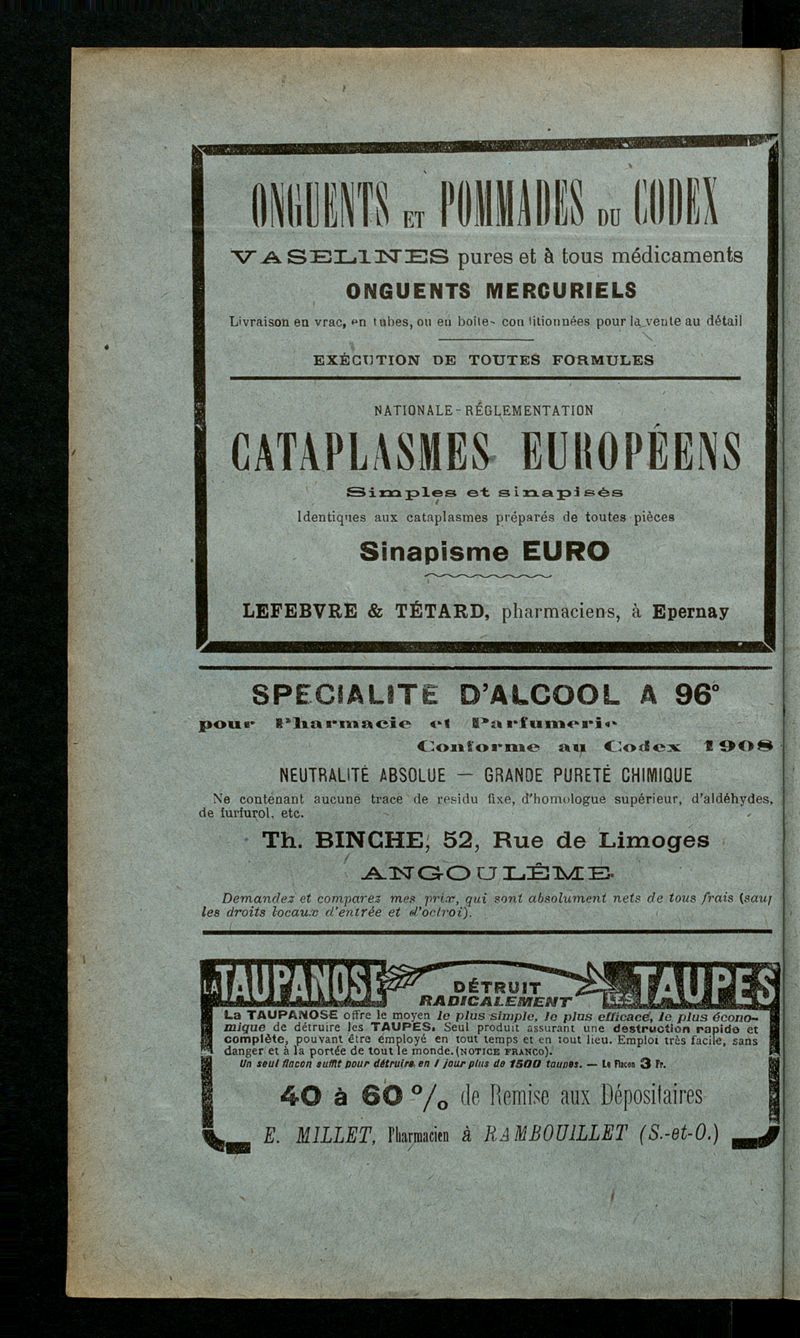 ONGUENTS ET POMMADES DU CODEX
VASELINES pures et à tous médicaments
ONGUENTS MERCURIELS
Livraison en vrac, en tubes, ou en boîtes conditionnées pour la vente au détail
EXÉCUTION DE TOUTES FORMULES
NATIONALE-RÉGLEMENTATION
CATAPLASMES EUROPÉENS
Simples et sinapisés
Identiques aux cataplasmes préparés de toutes pièces
Sinapisme EURO
LEFEBVRE & TÉTARD, pharmaciens, à Epernay
SPECIALITE D'ALCOOL A 96°
pour Pharmacie et Parfumerie
Conforme au Codex 1908
NEUTRALITÉ ABSOLUE — GRANDE PURETÉ CHIMIQUE
Ne contenant aucune trace de residu fixe, d'homologue supérieur, d'aldéhydes,
de furfurol, etc.
Th. BINCHE, 52, Rue de Limoges
ANGOULÊME
Demandez et comparez mes prix, qui sont absolument nets de tous frais (sauf
les droits locaux d'entrée et d'octroi).
LA TAUPANOSE DÉTRUIT RADICALEMENT LES TAUPES
La TAUPANOSE offre le moyen le plus simple, le plus efficace, le plus écono-
mique de détruire les TAUPES. Seul produit assurant une destruction rapide et
complète, pouvant être employé en tout temps et en tout lieu. Emploi très facile, sans
danger et à la portée de tout le monde. (NOTICE FRANCO).
Un seul flacon suffit pour détruire en 1 jour plus de 1500 taupes. — Le Flacon 3 Fr.
40 à 60 % de Remise aux Dépositaires
E. MILLET, Pharmacien à RAMBOUILLET (S.-et-O.)